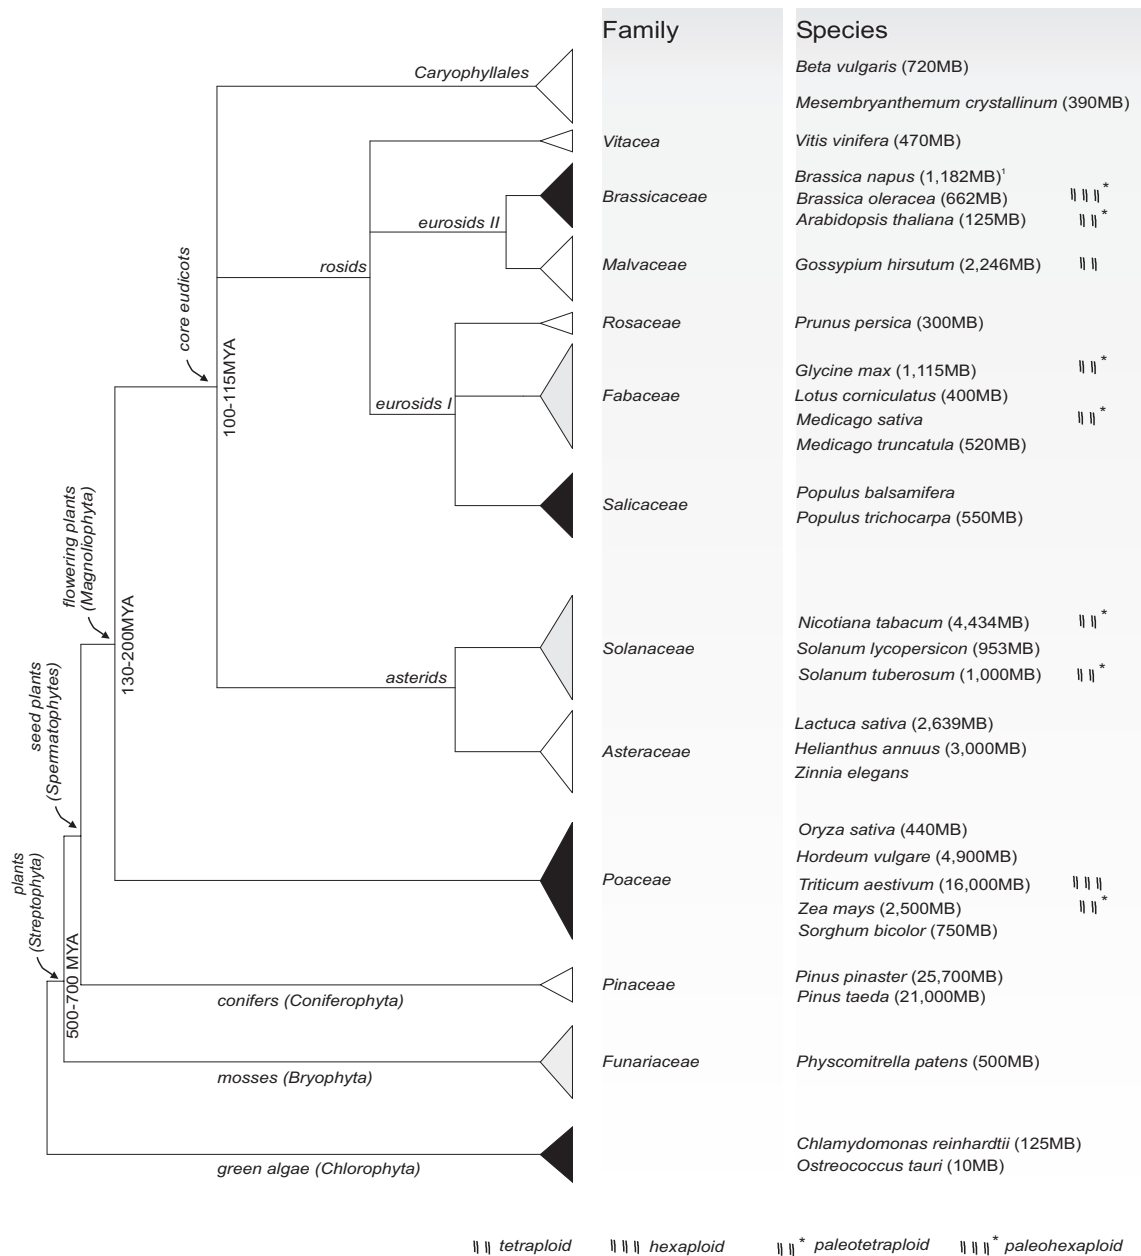 Family
Species
Caryophyllales
Beta vulgaris (720MB)
Mesembryanthemum crystallinum (390MB)
Vitacea
Vitis vinifera (470MB)
Brassicaceae
Brassica napus (1,182MB)¹
Brassica oleracea (662MB)
*
Arabidopsis thaliana (125MB)
*
eurosids II
Malvaceae
Gossypium hirsutum (2,246MB)
rosids
core eudicots
100-115MYA
Rosaceae
Prunus persica (300MB)
Fabaceae
Glycine max (1,115MB)
*
Lotus corniculatus (400MB)
Medicago sativa
*
Medicago truncatula (520MB)
eurosids I
Salicaceae
Populus balsamifera
Populus trichocarpa (550MB)
flowering plants
(Magnoliophyta)
130-200MYA
Solanaceae
Nicotiana tabacum (4,434MB)
*
Solanum lycopersicon (953MB)
Solanum tuberosum (1,000MB)
*
asterids
Asteraceae
Lactuca sativa (2,639MB)
Helianthus annuus (3,000MB)
Zinnia elegans
seed plants
(Spermatophytes)
Poaceae
Oryza sativa (440MB)
Hordeum vulgare (4,900MB)
Triticum aestivum (16,000MB)
Zea mays (2,500MB)
*
Sorghum bicolor (750MB)
plants
(Streptophyta)
500-700 MYA
conifers (Coniferophyta)
Pinaceae
Pinus pinaster (25,700MB)
Pinus taeda (21,000MB)
mosses (Bryophyta)
Funariaceae
Physcomitrella patens (500MB)
green algae (Chlorophyta)
Chlamydomonas reinhardtii (125MB)
Ostreococcus tauri (10MB)
tetraploid
hexaploid
* paleotetraploid
* paleohexaploid